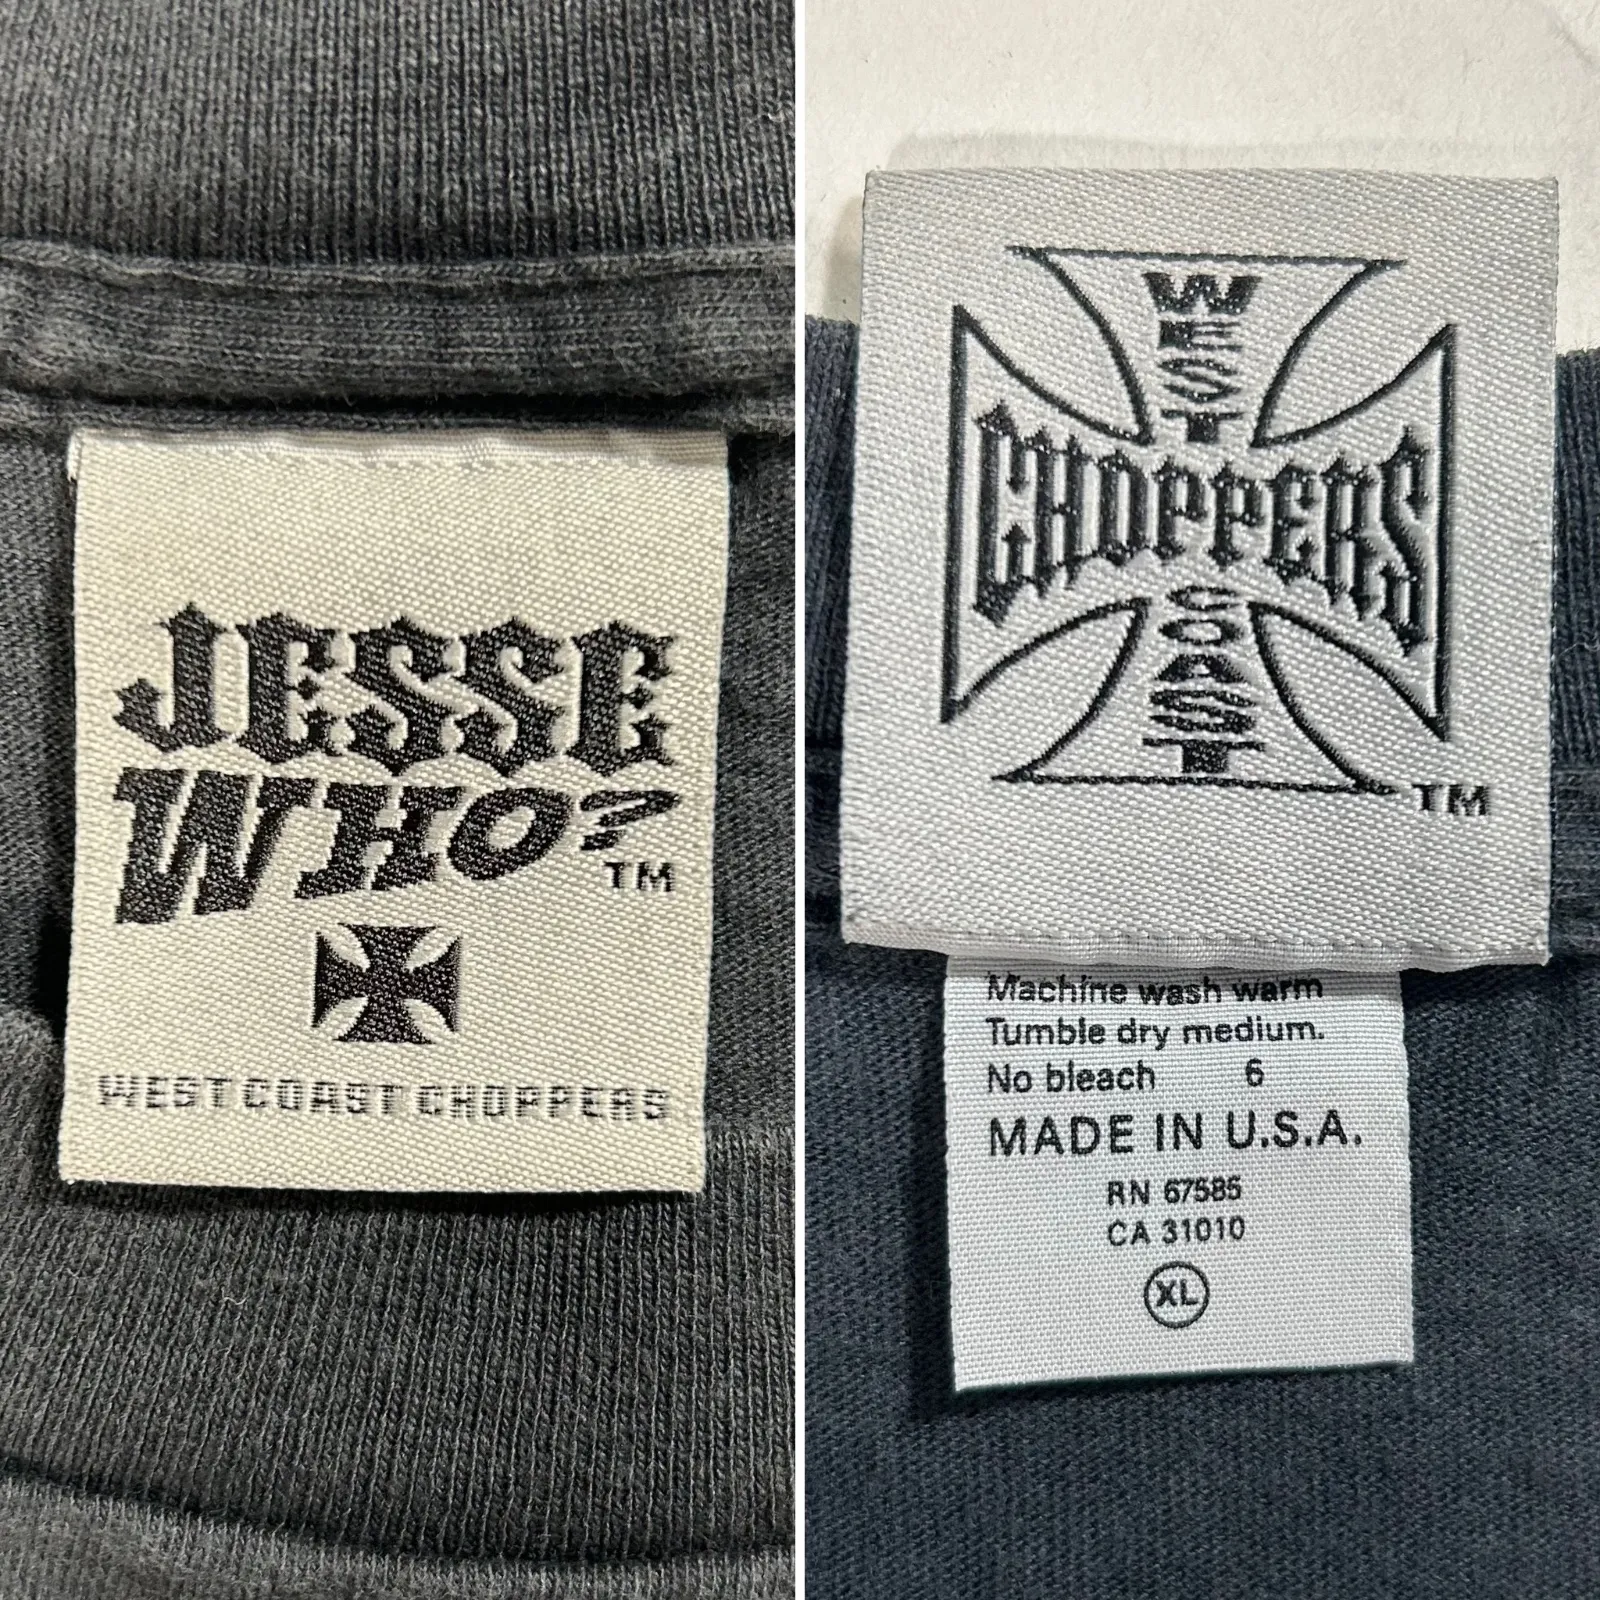 JESSE
WHO?
TM
WEST COAST CHOPPERS
WEST
CHOPPERS
COAST
TM
Machine wash warm
Tumble dry medium.
No bleach 6
MADE IN U.S.A.
RN 67585
CA 31010
XL